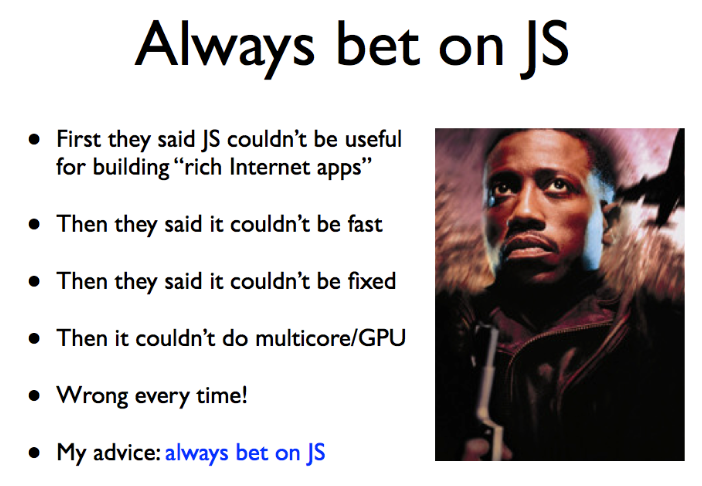 Always bet on JS
• First they said JS couldn’t be useful
for building “rich Internet apps”
• Then they said it couldn’t be fast
• Then they said it couldn’t be fixed
• Then it couldn’t do multicore/GPU
• Wrong every time!
• My advice: always bet on JS